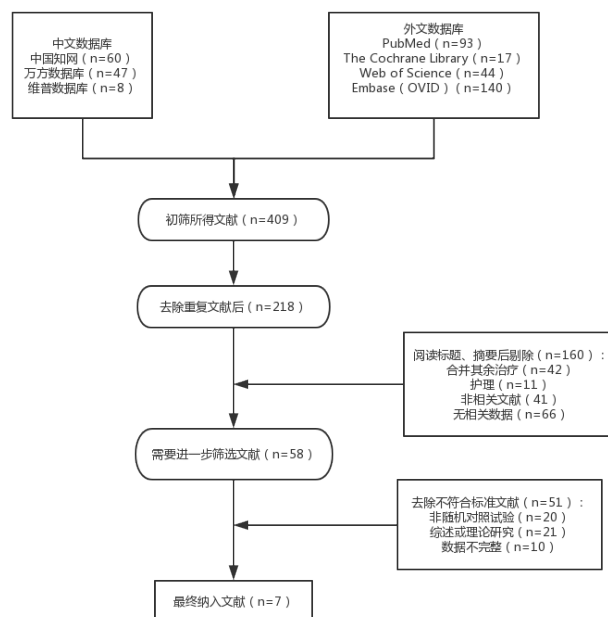 中文数据库
中国知网（n=60）
万方数据库（n=47）
维普数据库（n=8）
外文数据库
PubMed（n=93）
The Cochrane Library（n=17）
Web of Science（n=44）
Embase（OVID）（n=140）
初筛所得文献（n=409）
去除重复文献后（n=218）
阅读标题、摘要后剔除（n=160）：
合并其余治疗（n=42）
护理（n=11）
非相关文献（n=41）
无相关数据（n=66）
需要进一步筛选文献（n=58）
去除不符合标准文献（n=51）：
非随机对照试验（n=20）
综述或理论研究（n=21）
数据不完整（n=10）
最终纳入文献（n=7）